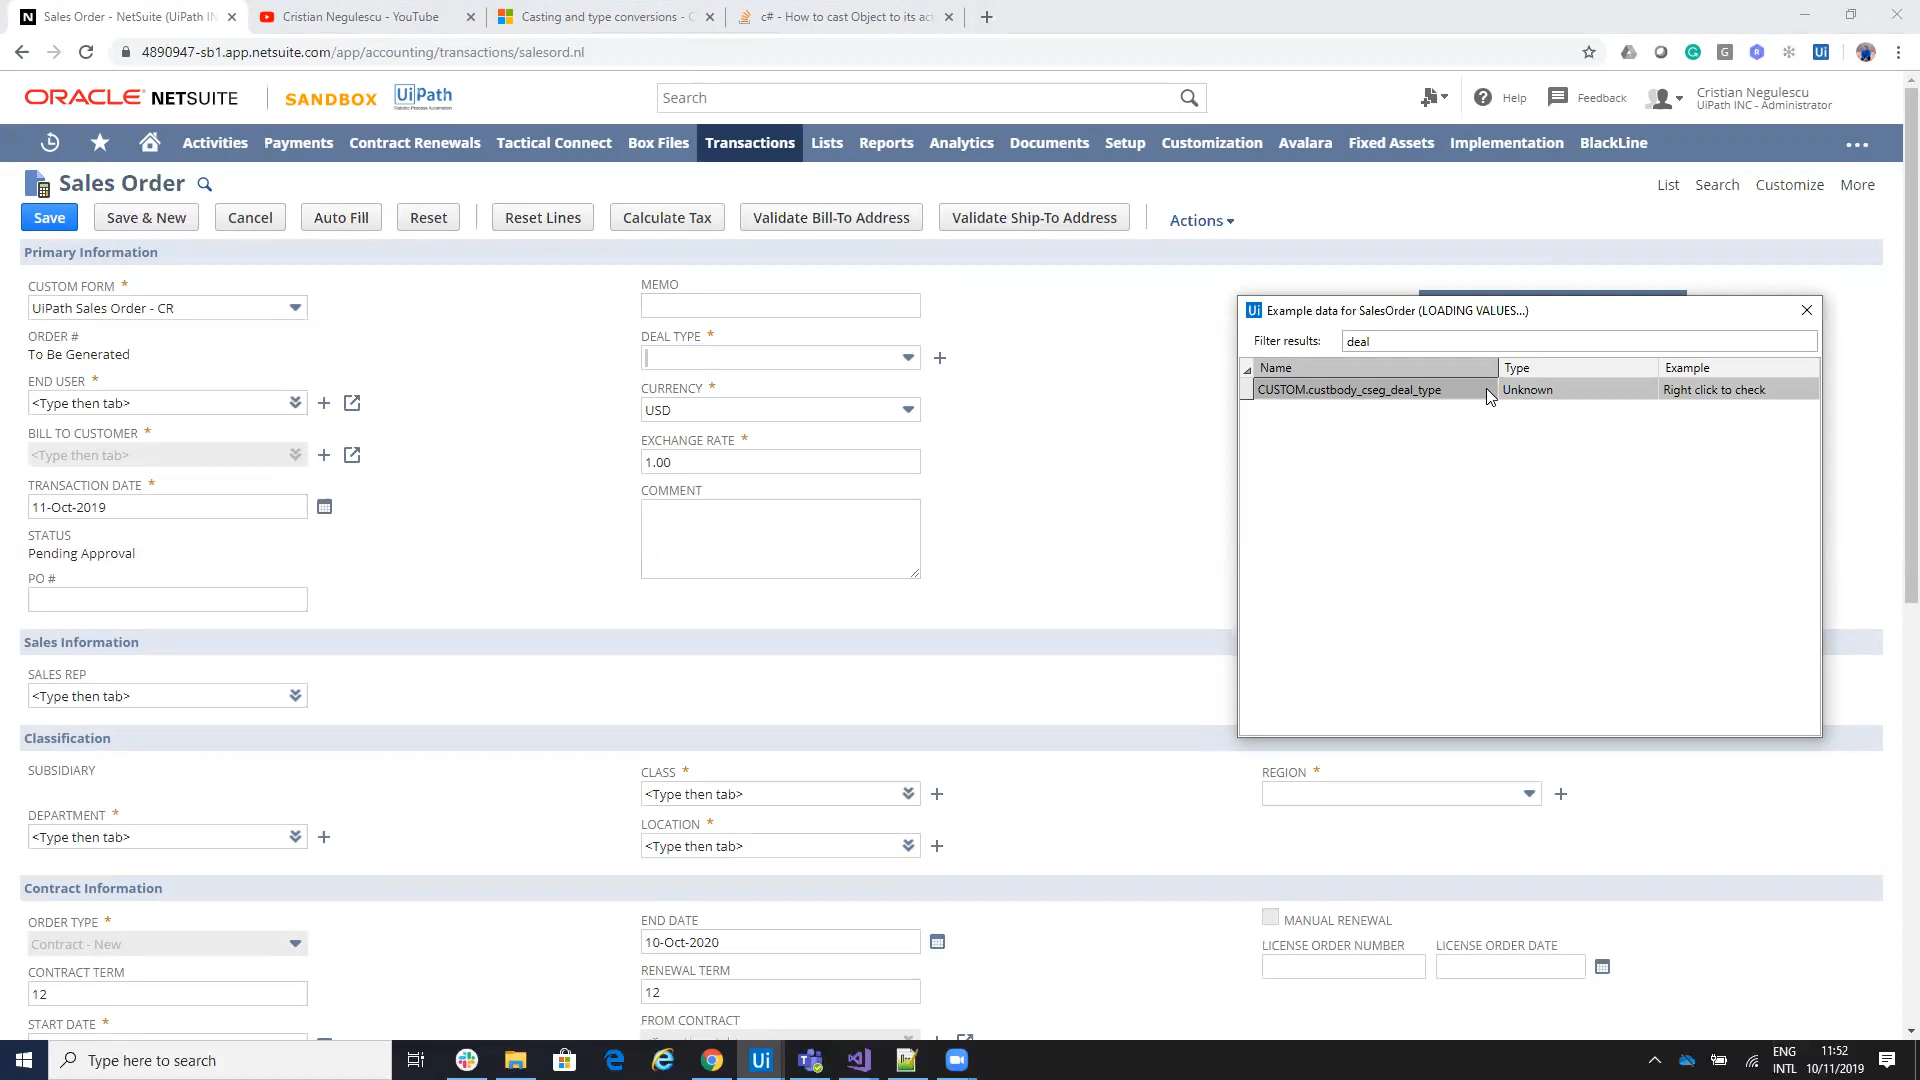 Sales Order - NetSuite (UiPath IN
Cristian Negulescu - YouTube
Casting and type conversions - C
c# - How to cast Object to its act
4890947-sb1.app.netsuite.com/app/accounting/transactions/salesord.nl
ORACLE NETSUITE
SANDBOX
UiPath
Robotic Process Automation
Search
Help
Feedback
Cristian Negulescu
UiPath INC - Administrator
Activities
Payments
Contract Renewals
Tactical Connect
Box Files
Transactions
Lists
Reports
Analytics
Documents
Setup
Customization
Avalara
Fixed Assets
Implementation
BlackLine
Sales Order
List
Search
Customize
More
Save
Save & New
Cancel
Auto Fill
Reset
Reset Lines
Calculate Tax
Validate Bill-To Address
Validate Ship-To Address
Actions
Primary Information
CUSTOM FORM *
UiPath Sales Order - CR
ORDER #
To Be Generated
END USER *
<Type then tab>
BILL TO CUSTOMER *
<Type then tab>
TRANSACTION DATE *
11-Oct-2019
STATUS
Pending Approval
PO #
MEMO
DEAL TYPE *
CURRENCY *
USD
EXCHANGE RATE *
1.00
COMMENT
Ui Example data for SalesOrder (LOADING VALUES...)
Filter results:
deal
Name
Type
Example
CUSTOM.custbody_cseg_deal_type
Unknown
Right click to check
Sales Information
SALES REP
<Type then tab>
Classification
SUBSIDIARY
DEPARTMENT *
<Type then tab>
CLASS *
<Type then tab>
LOCATION *
<Type then tab>
REGION *
Contract Information
ORDER TYPE *
Contract - New
CONTRACT TERM
12
START DATE *
END DATE
10-Oct-2020
RENEWAL TERM
12
FROM CONTRACT
MANUAL RENEWAL
LICENSE ORDER NUMBER
LICENSE ORDER DATE
Type here to search
Ui
ENG
INTL
11:52
10/11/2019